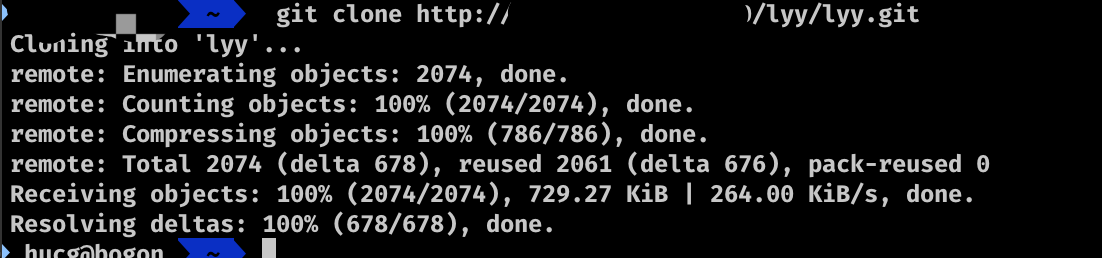 ~ git clone http://        )/lyy/lyy.git
Cloning into 'lyy'...
remote: Enumerating objects: 2074, done.
remote: Counting objects: 100% (2074/2074), done.
remote: Compressing objects: 100% (786/786), done.
remote: Total 2074 (delta 678), reused 2061 (delta 676), pack-reused 0
Receiving objects: 100% (2074/2074), 729.27 KiB | 264.00 KiB/s, done.
Resolving deltas: 100% (678/678), done.
hucg@bogon ~